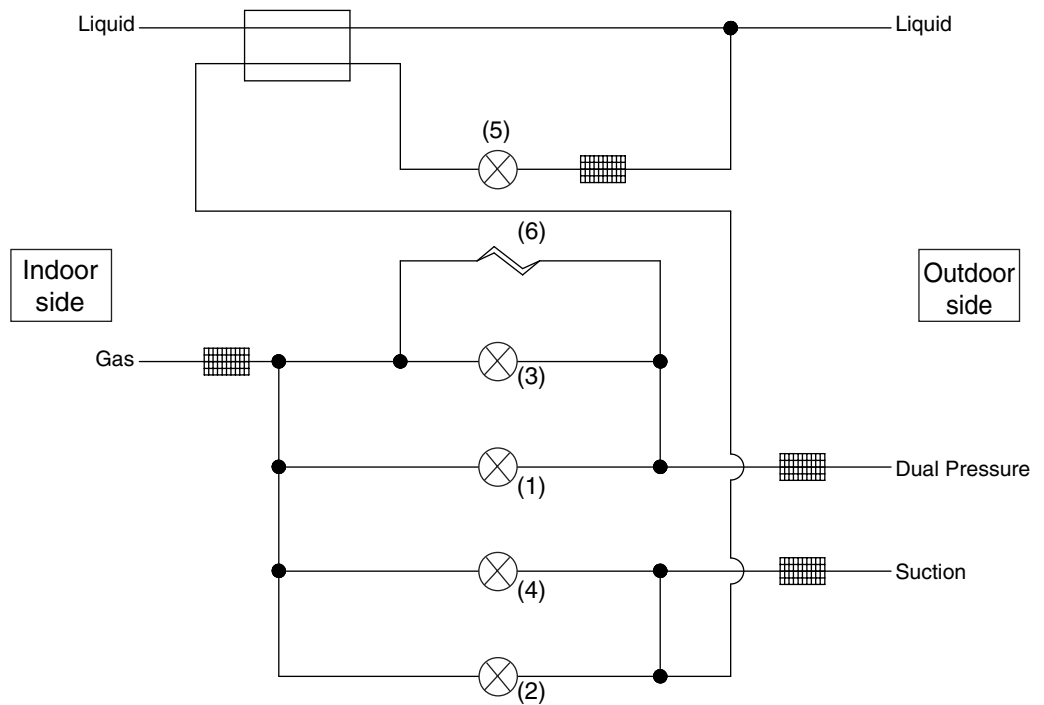 Liquid
Liquid
(5)
(6)
Indoor
side
Outdoor
side
Gas
(3)
(1)
Dual Pressure
(4)
Suction
(2)